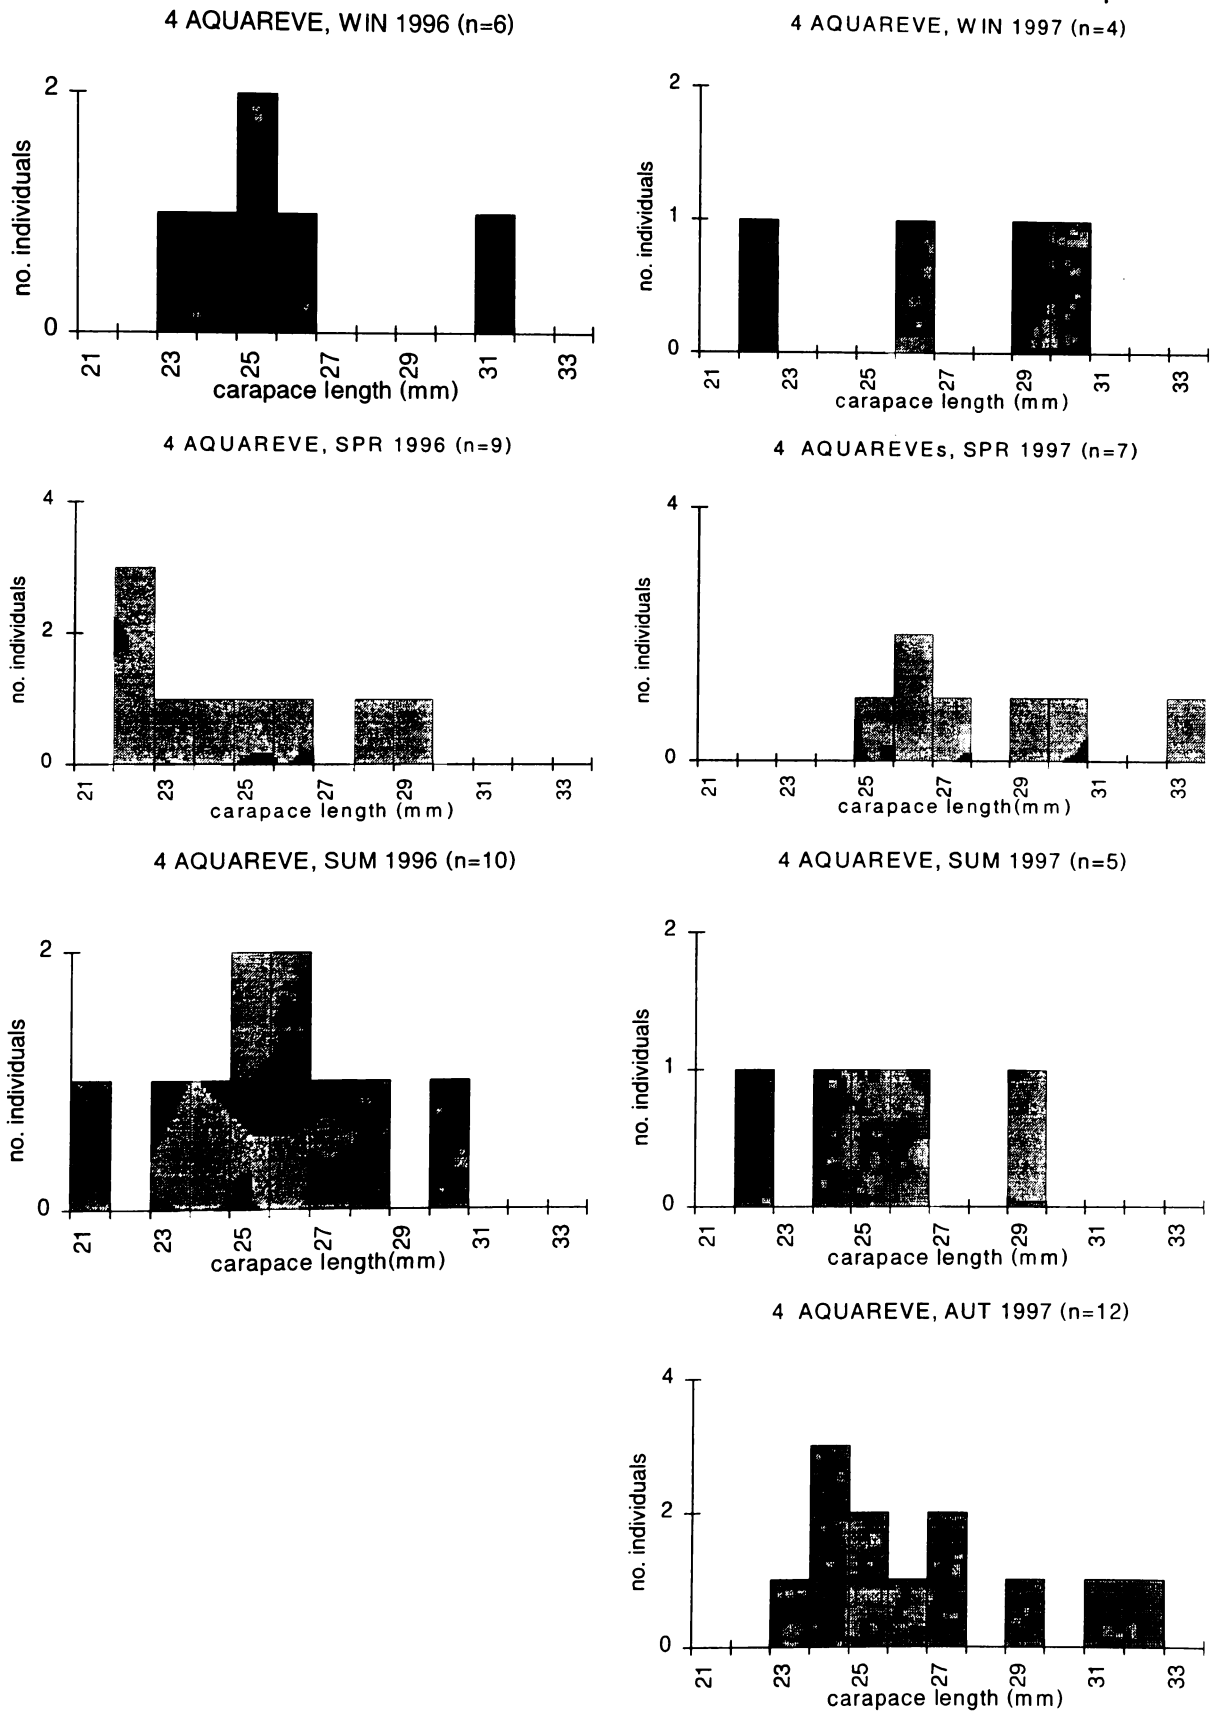 4 AQUAREVE, WIN 1996 (n=6)
2
1
0
no. individuals
21 23 25 27 29 31 33
carapace length (mm)
4 AQUAREVE, WIN 1997 (n=4)
2
1
0
no. individuals
21 23 25 27 29 31 33
carapace length (mm)
4 AQUAREVE, SPR 1996 (n=9)
4
2
0
no. individuals
21 23 25 27 29 31 33
carapace length (mm)
4 AQUAREVEs, SPR 1997 (n=7)
4
2
0
no. individuals
21 23 25 27 29 31 33
carapace length(mm)
4 AQUAREVE, SUM 1996 (n=10)
2
1
0
no. individuals
21 23 25 27 29 31 33
carapace length(mm)
4 AQUAREVE, SUM 1997 (n=5)
2
1
0
no. individuals
21 23 25 27 29 31 33
carapace length (mm)
4 AQUAREVE, AUT 1997 (n=12)
4
2
0
no. individuals
21 23 25 27 29 31 33
carapace length (mm)